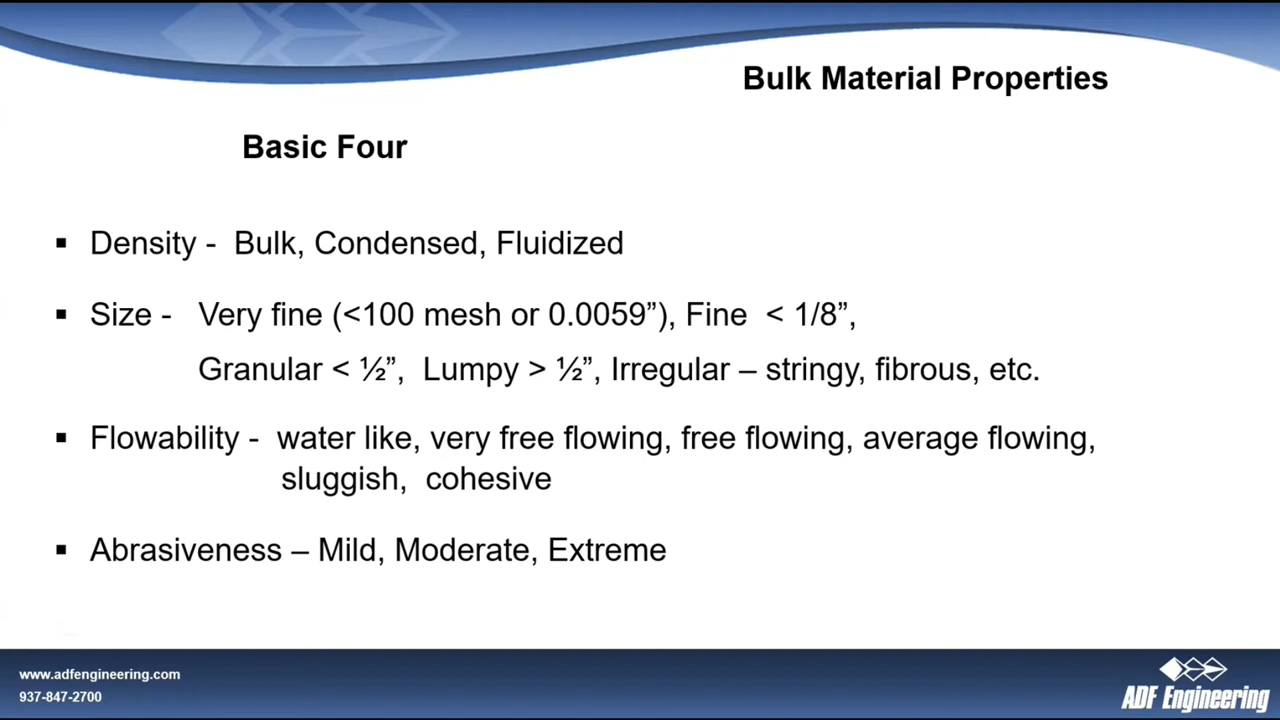 Bulk Material Properties
Basic Four
▪ Density - Bulk, Condensed, Fluidized
▪ Size - Very fine (<100 mesh or 0.0059”), Fine < 1/8”,
Granular < ½”, Lumpy > ½”, Irregular – stringy, fibrous, etc.
▪ Flowability - water like, very free flowing, free flowing, average flowing,
sluggish, cohesive
▪ Abrasiveness – Mild, Moderate, Extreme
www.adfengineering.com
937-847-2700
ADF Engineering